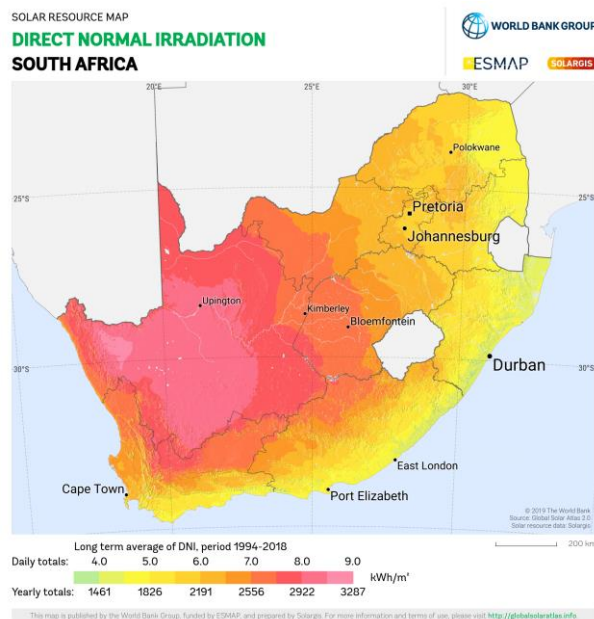 SOLAR RESOURCE MAP
DIRECT NORMAL IRRADIATION
SOUTH AFRICA
WORLD BANK GROUP
ESMAP
SOLARGIS
20°E
25°E
30°E
Polokwane
25°S
25°S
Pretoria
Johannesburg
Upington
Kimberley
Bloemfontein
30°S
30°S
Durban
East London
Cape Town
Port Elizabeth
© 2019 The World Bank
Source: Global Solar Atlas 2.0
Solar resource data: Solargis
Long term average of DNI, period 1994-2018
200 km
Daily totals: 4.0 5.0 6.0 7.0 8.0 9.0
kWh/m²
Yearly totals: 1461 1826 2191 2556 2922 3287
This map is published by the World Bank Group, funded by ESMAP, and prepared by Solargis. For more information and terms of use, please visit http://globalsolaratlas.info.